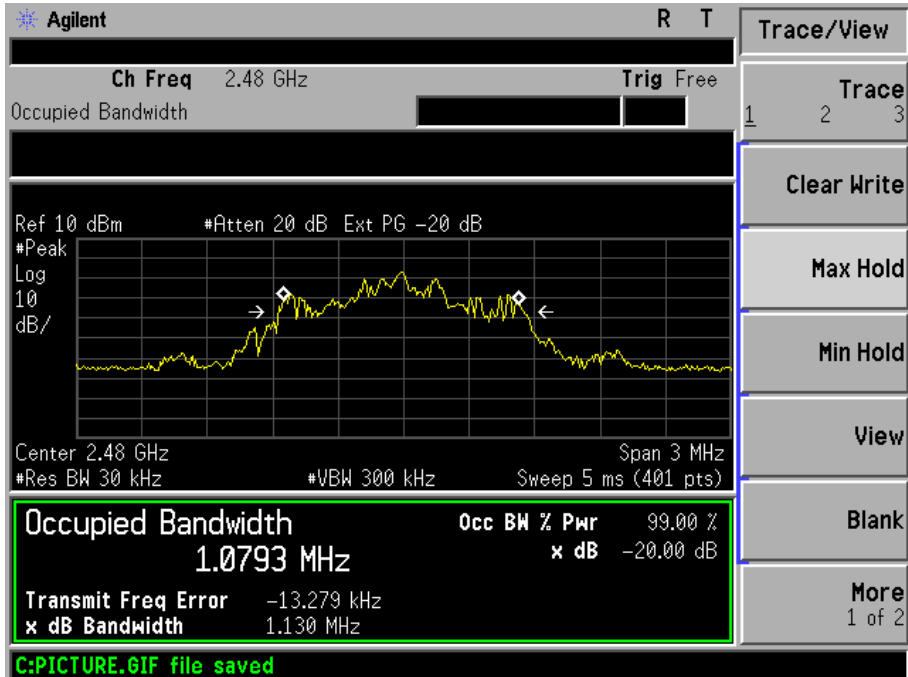 Agilent R T
Ch Freq 2.48 GHz Trig Free
Occupied Bandwidth
Ref 10 dBm #Atten 20 dB Ext PG -20 dB
#Peak
Log
10
dB/
Center 2.48 GHz Span 3 MHz
#Res BW 30 kHz #VBW 300 kHz Sweep 5 ms (401 pts)
Occupied Bandwidth
1.0793 MHz
Occ BW % Pwr 99.00 %
x dB -20.00 dB
Transmit Freq Error -13.279 kHz
x dB Bandwidth 1.130 MHz
C:PICTURE.GIF file saved
Trace/View
Trace
1 2 3
Clear Write
Max Hold
Min Hold
View
Blank
More
1 of 2